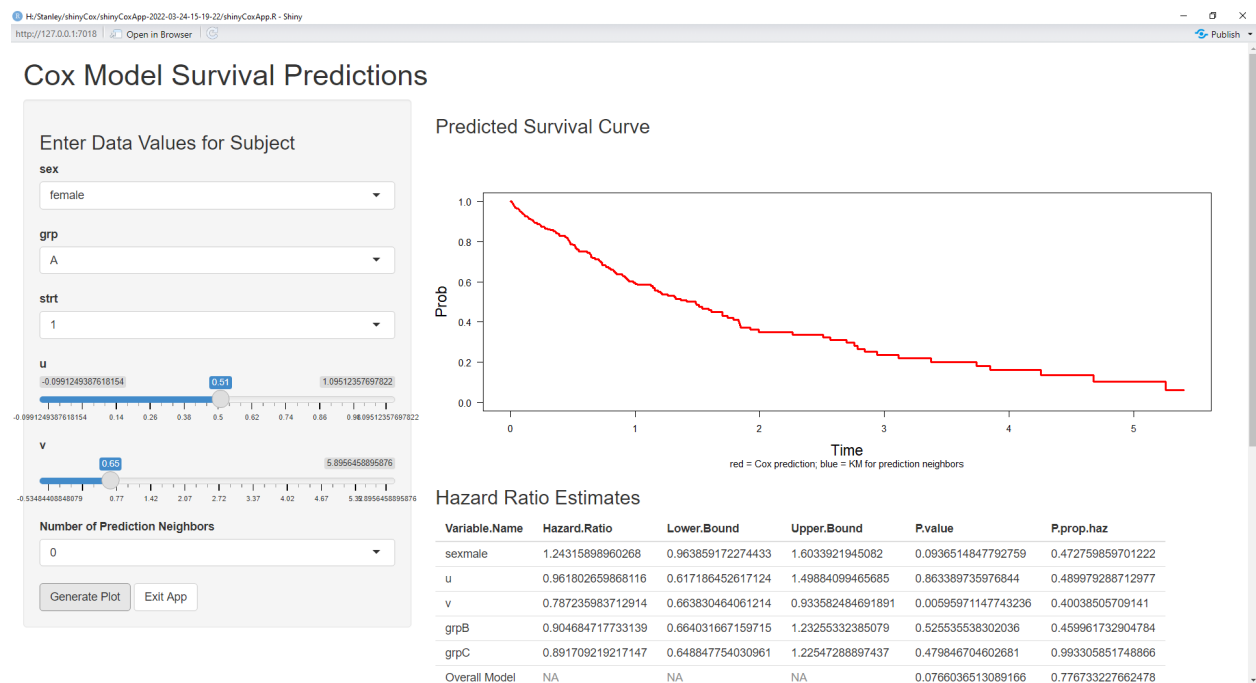 H:/Stanley/shinyCox/shinyCoxApp-2022-03-24-15-19-22/shinyCoxApp.R - Shiny
http://127.0.0.1:7018 Open in Browser Publish
Cox Model Survival Predictions
Enter Data Values for Subject
sex
female
grp
A
strt
1
u
-0.0991249387618154 0.51 1.09512357697822
-0.0991249387618154 0.14 0.26 0.38 0.5 0.62 0.74 0.86 0.98 1.09512357697822
v
0.65 5.8956458895876
-0.53484408848079 0.77 1.42 2.07 2.72 3.37 4.02 4.67 5.32 5.8956458895876
Number of Prediction Neighbors
0
Generate Plot Exit App
Predicted Survival Curve
Prob
1.0
0.8
0.6
0.4
0.2
0.0
0 1 2 3 4 5
Time
red = Cox prediction; blue = KM for prediction neighbors
Hazard Ratio Estimates
Variable.Name Hazard.Ratio Lower.Bound Upper.Bound P.value P.prop.haz
sexmale 1.24315898960268 0.963859172274433 1.6033921945082 0.0936514847792759 0.472759859701222
u 0.961802659868116 0.617186452617124 1.49884099465685 0.863389735976844 0.489979288712977
v 0.787235983712914 0.663830464061214 0.933582484691891 0.00595971147743236 0.40038505709141
grpB 0.904684717733139 0.664031667159715 1.23255332385079 0.525535538302036 0.459961732904784
grpC 0.891709219217147 0.648847754030961 1.22547288897437 0.479846704602681 0.993305851748866
Overall Model NA NA NA 0.0766036513089166 0.776733227662478